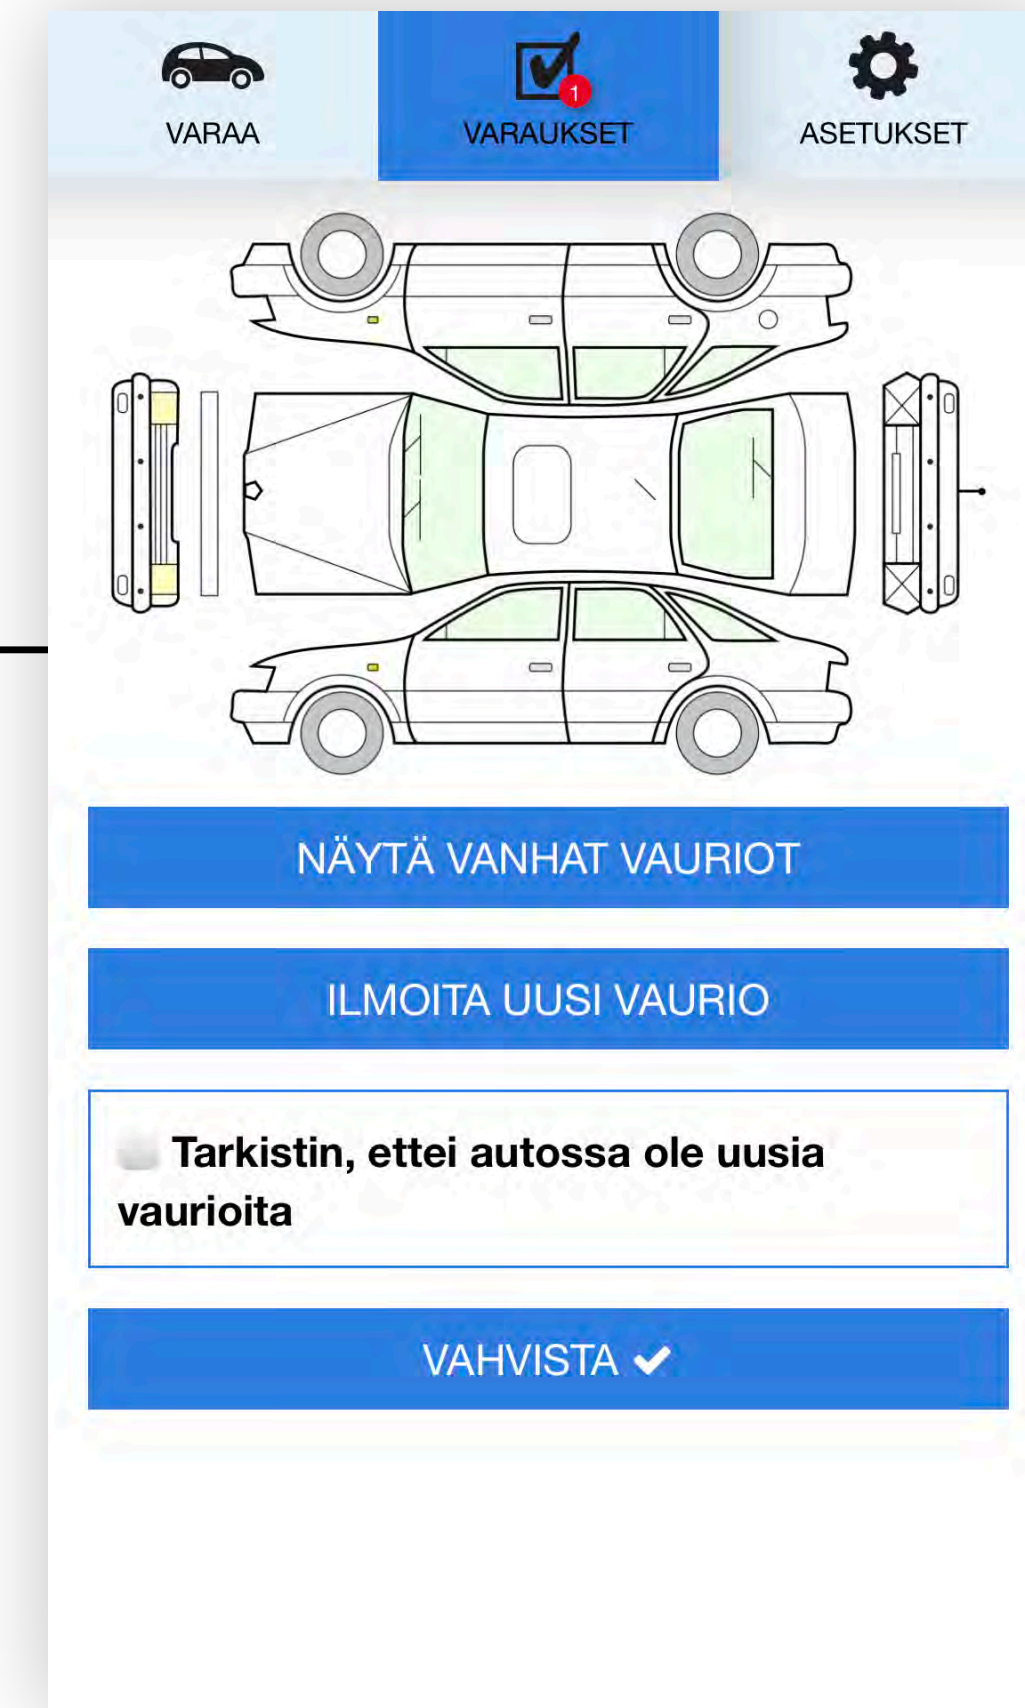 VARAA
1
VARAUKSET
ASETUKSET
NÄYTÄ VANHAT VAURIOT
ILMOITA UUSI VAURIO
Tarkistin, ettei autossa ole uusia
vaurioita
VAHVISTA